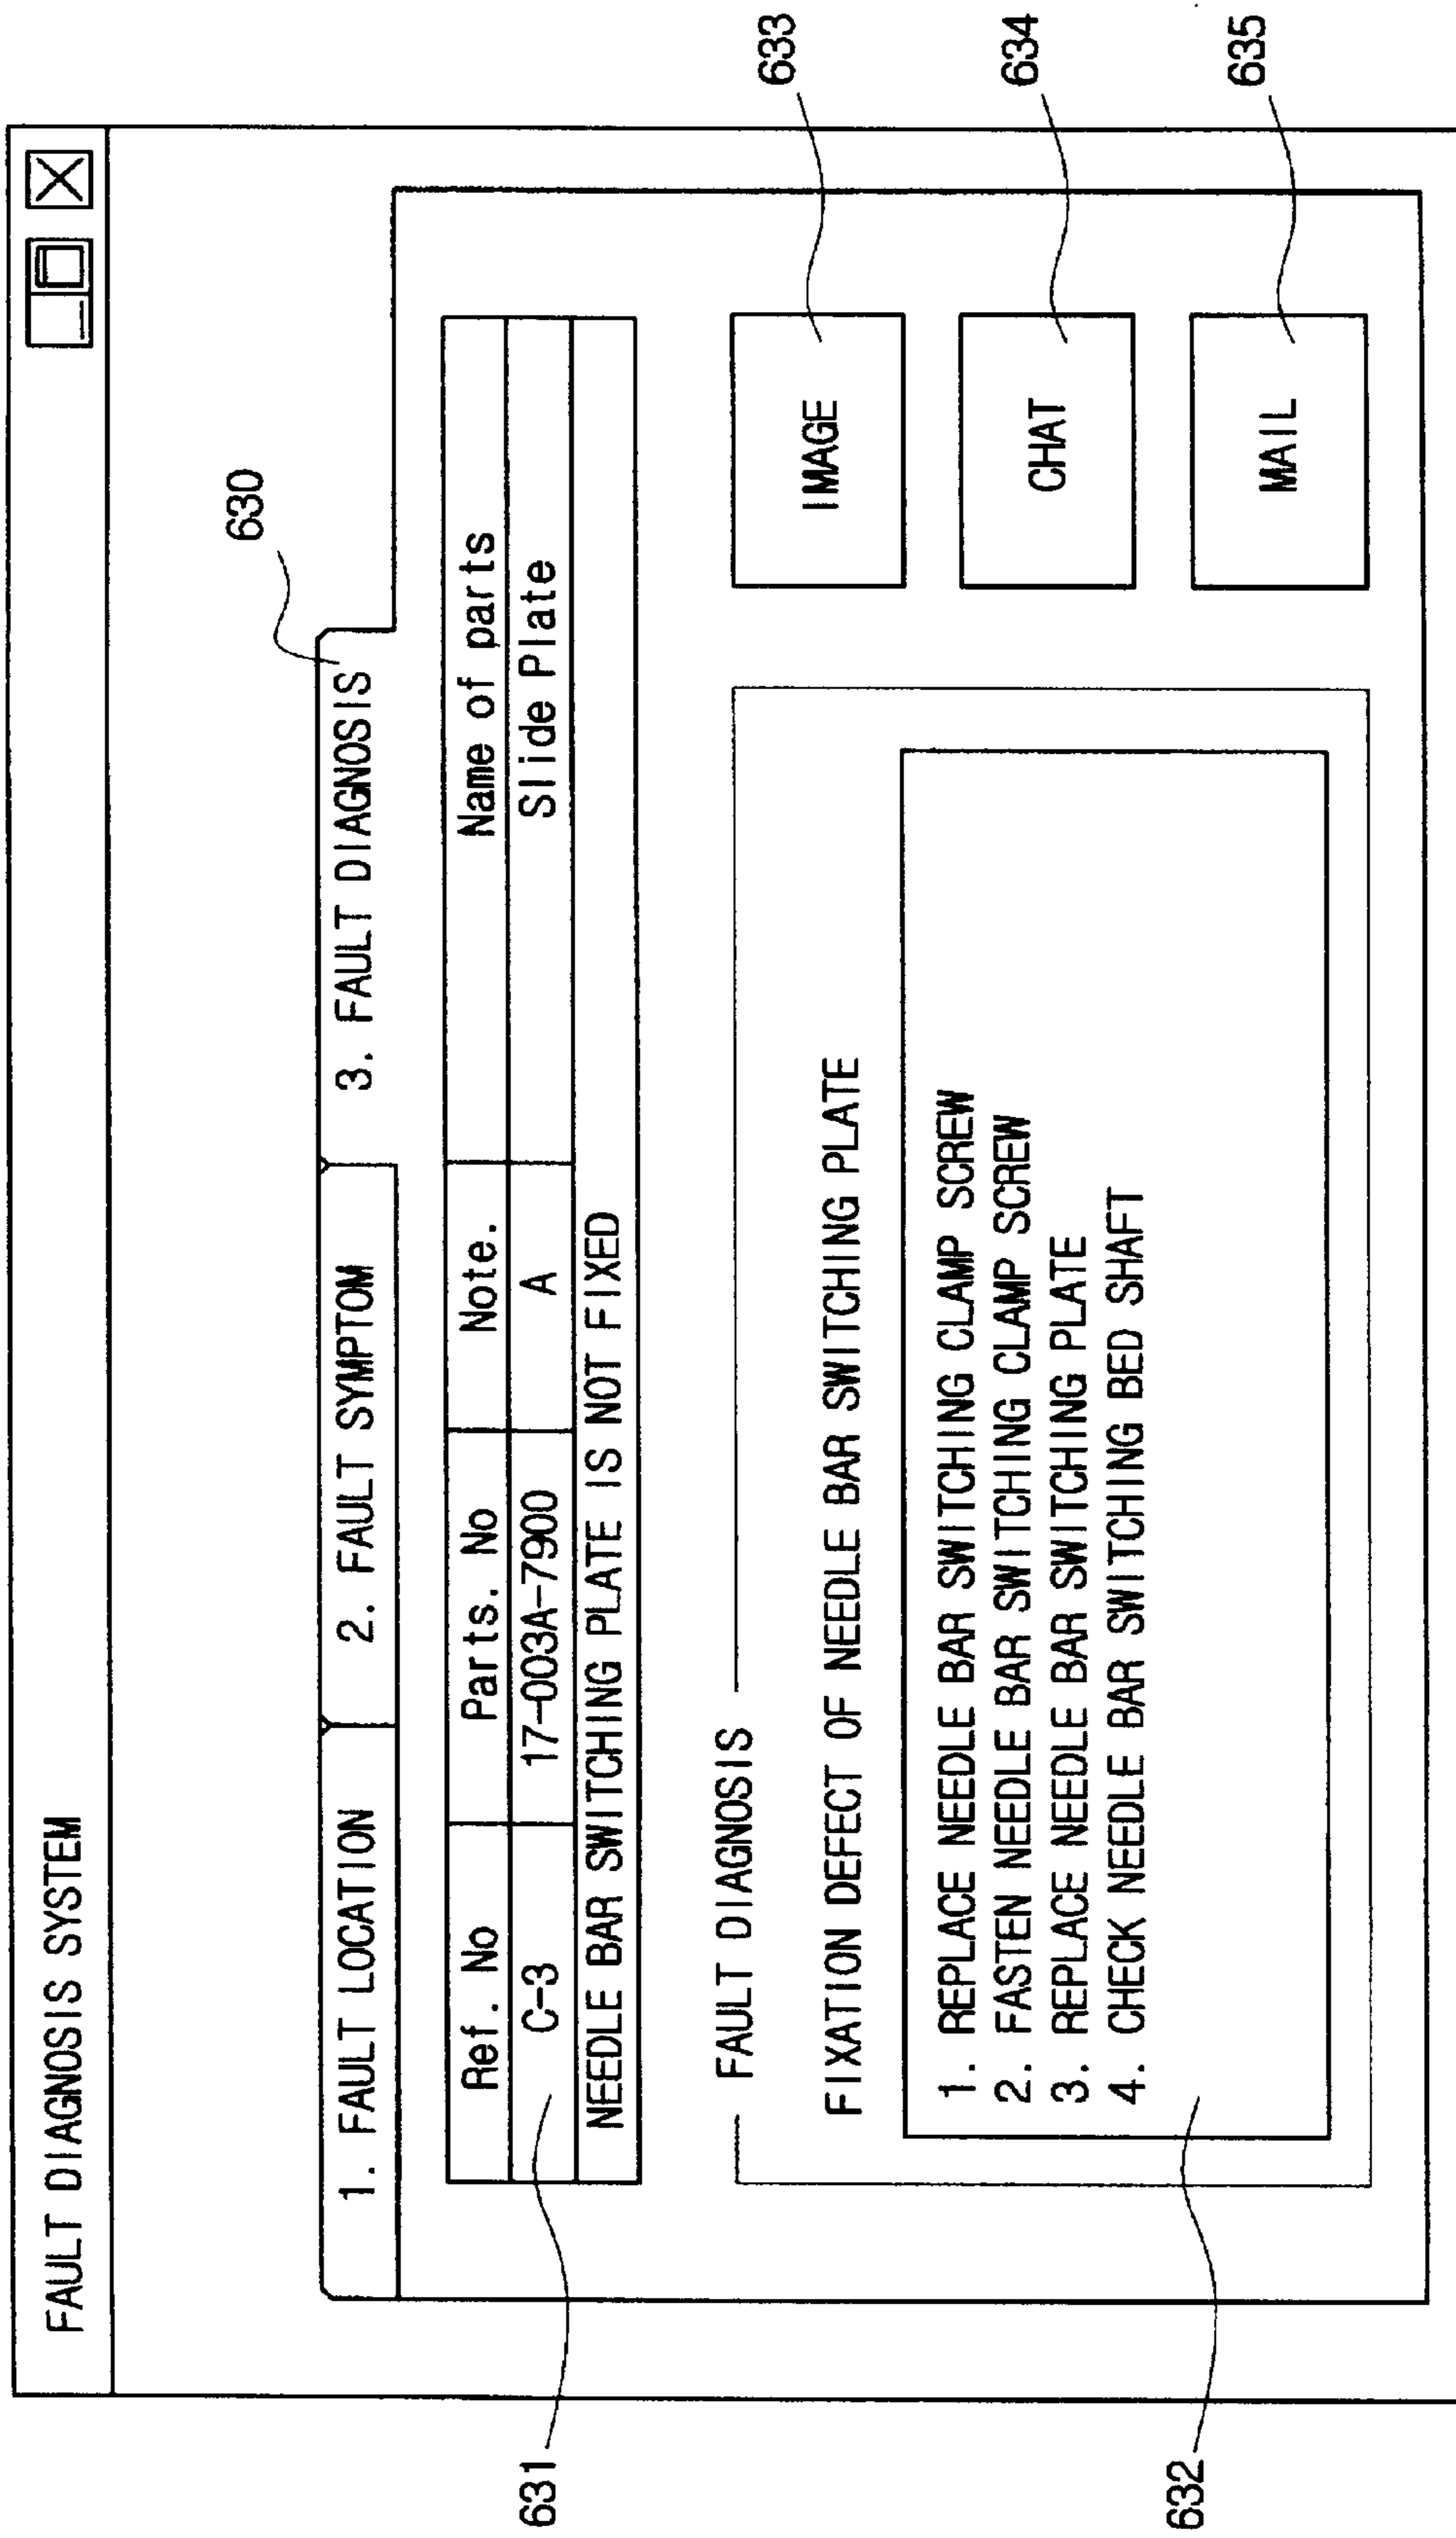 FAULT DIAGNOSIS SYSTEM
630
1. FAULT LOCATION 2. FAULT SYMPTOM 3. FAULT DIAGNOSIS
Ref. No Parts. No Note. Name of parts
C-3 17-003A-7900 A Slide Plate
NEEDLE BAR SWITCHING PLATE IS NOT FIXED
631
FAULT DIAGNOSIS
FIXATION DEFECT OF NEEDLE BAR SWITCHING PLATE
1. REPLACE NEEDLE BAR SWITCHING CLAMP SCREW
2. FASTEN NEEDLE BAR SWITCHING CLAMP SCREW
3. REPLACE NEEDLE BAR SWITCHING PLATE
4. CHECK NEEDLE BAR SWITCHING BED SHAFT
632
IMAGE
633
CHAT
634
MAIL
635